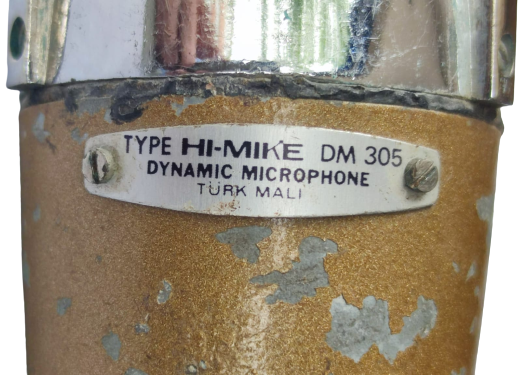 TYPE HI-MIKE DM 305
DYNAMIC MICROPHONE
TÜRK MALI